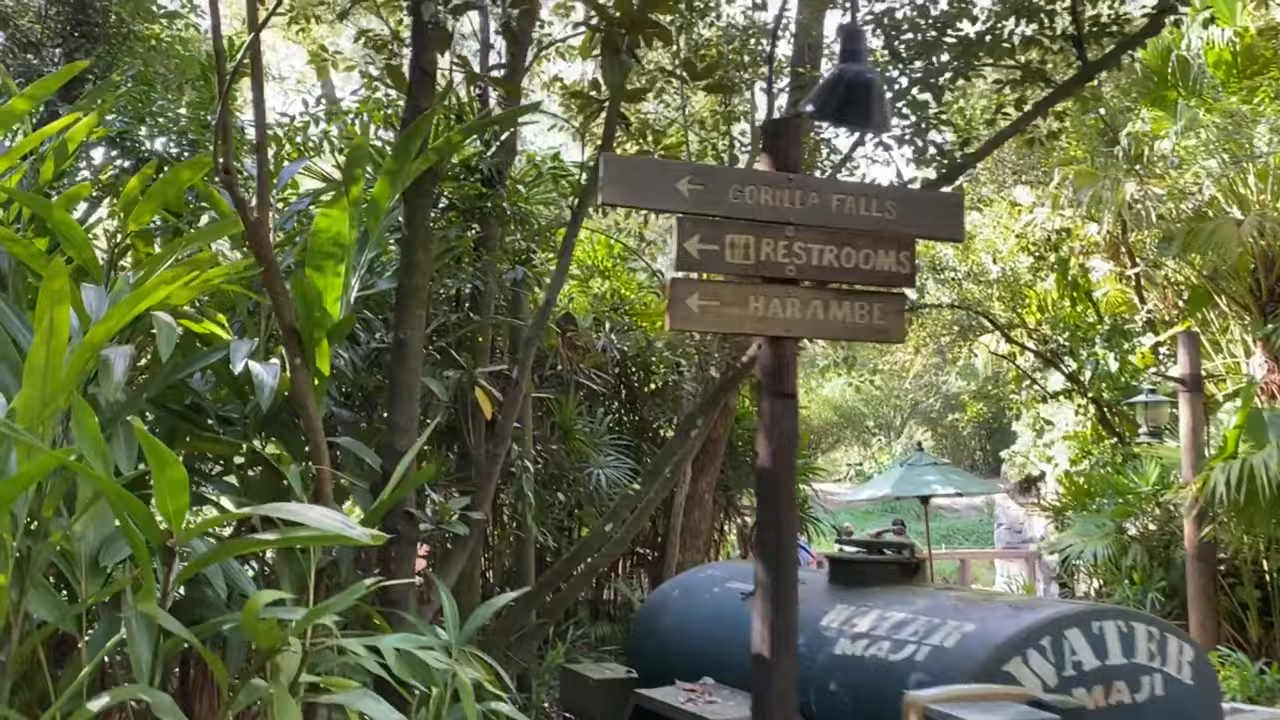 ← GORILLA FALLS
← RESTROOMS
← HARAMBE
WATER
MAJI
WATER
MAJI